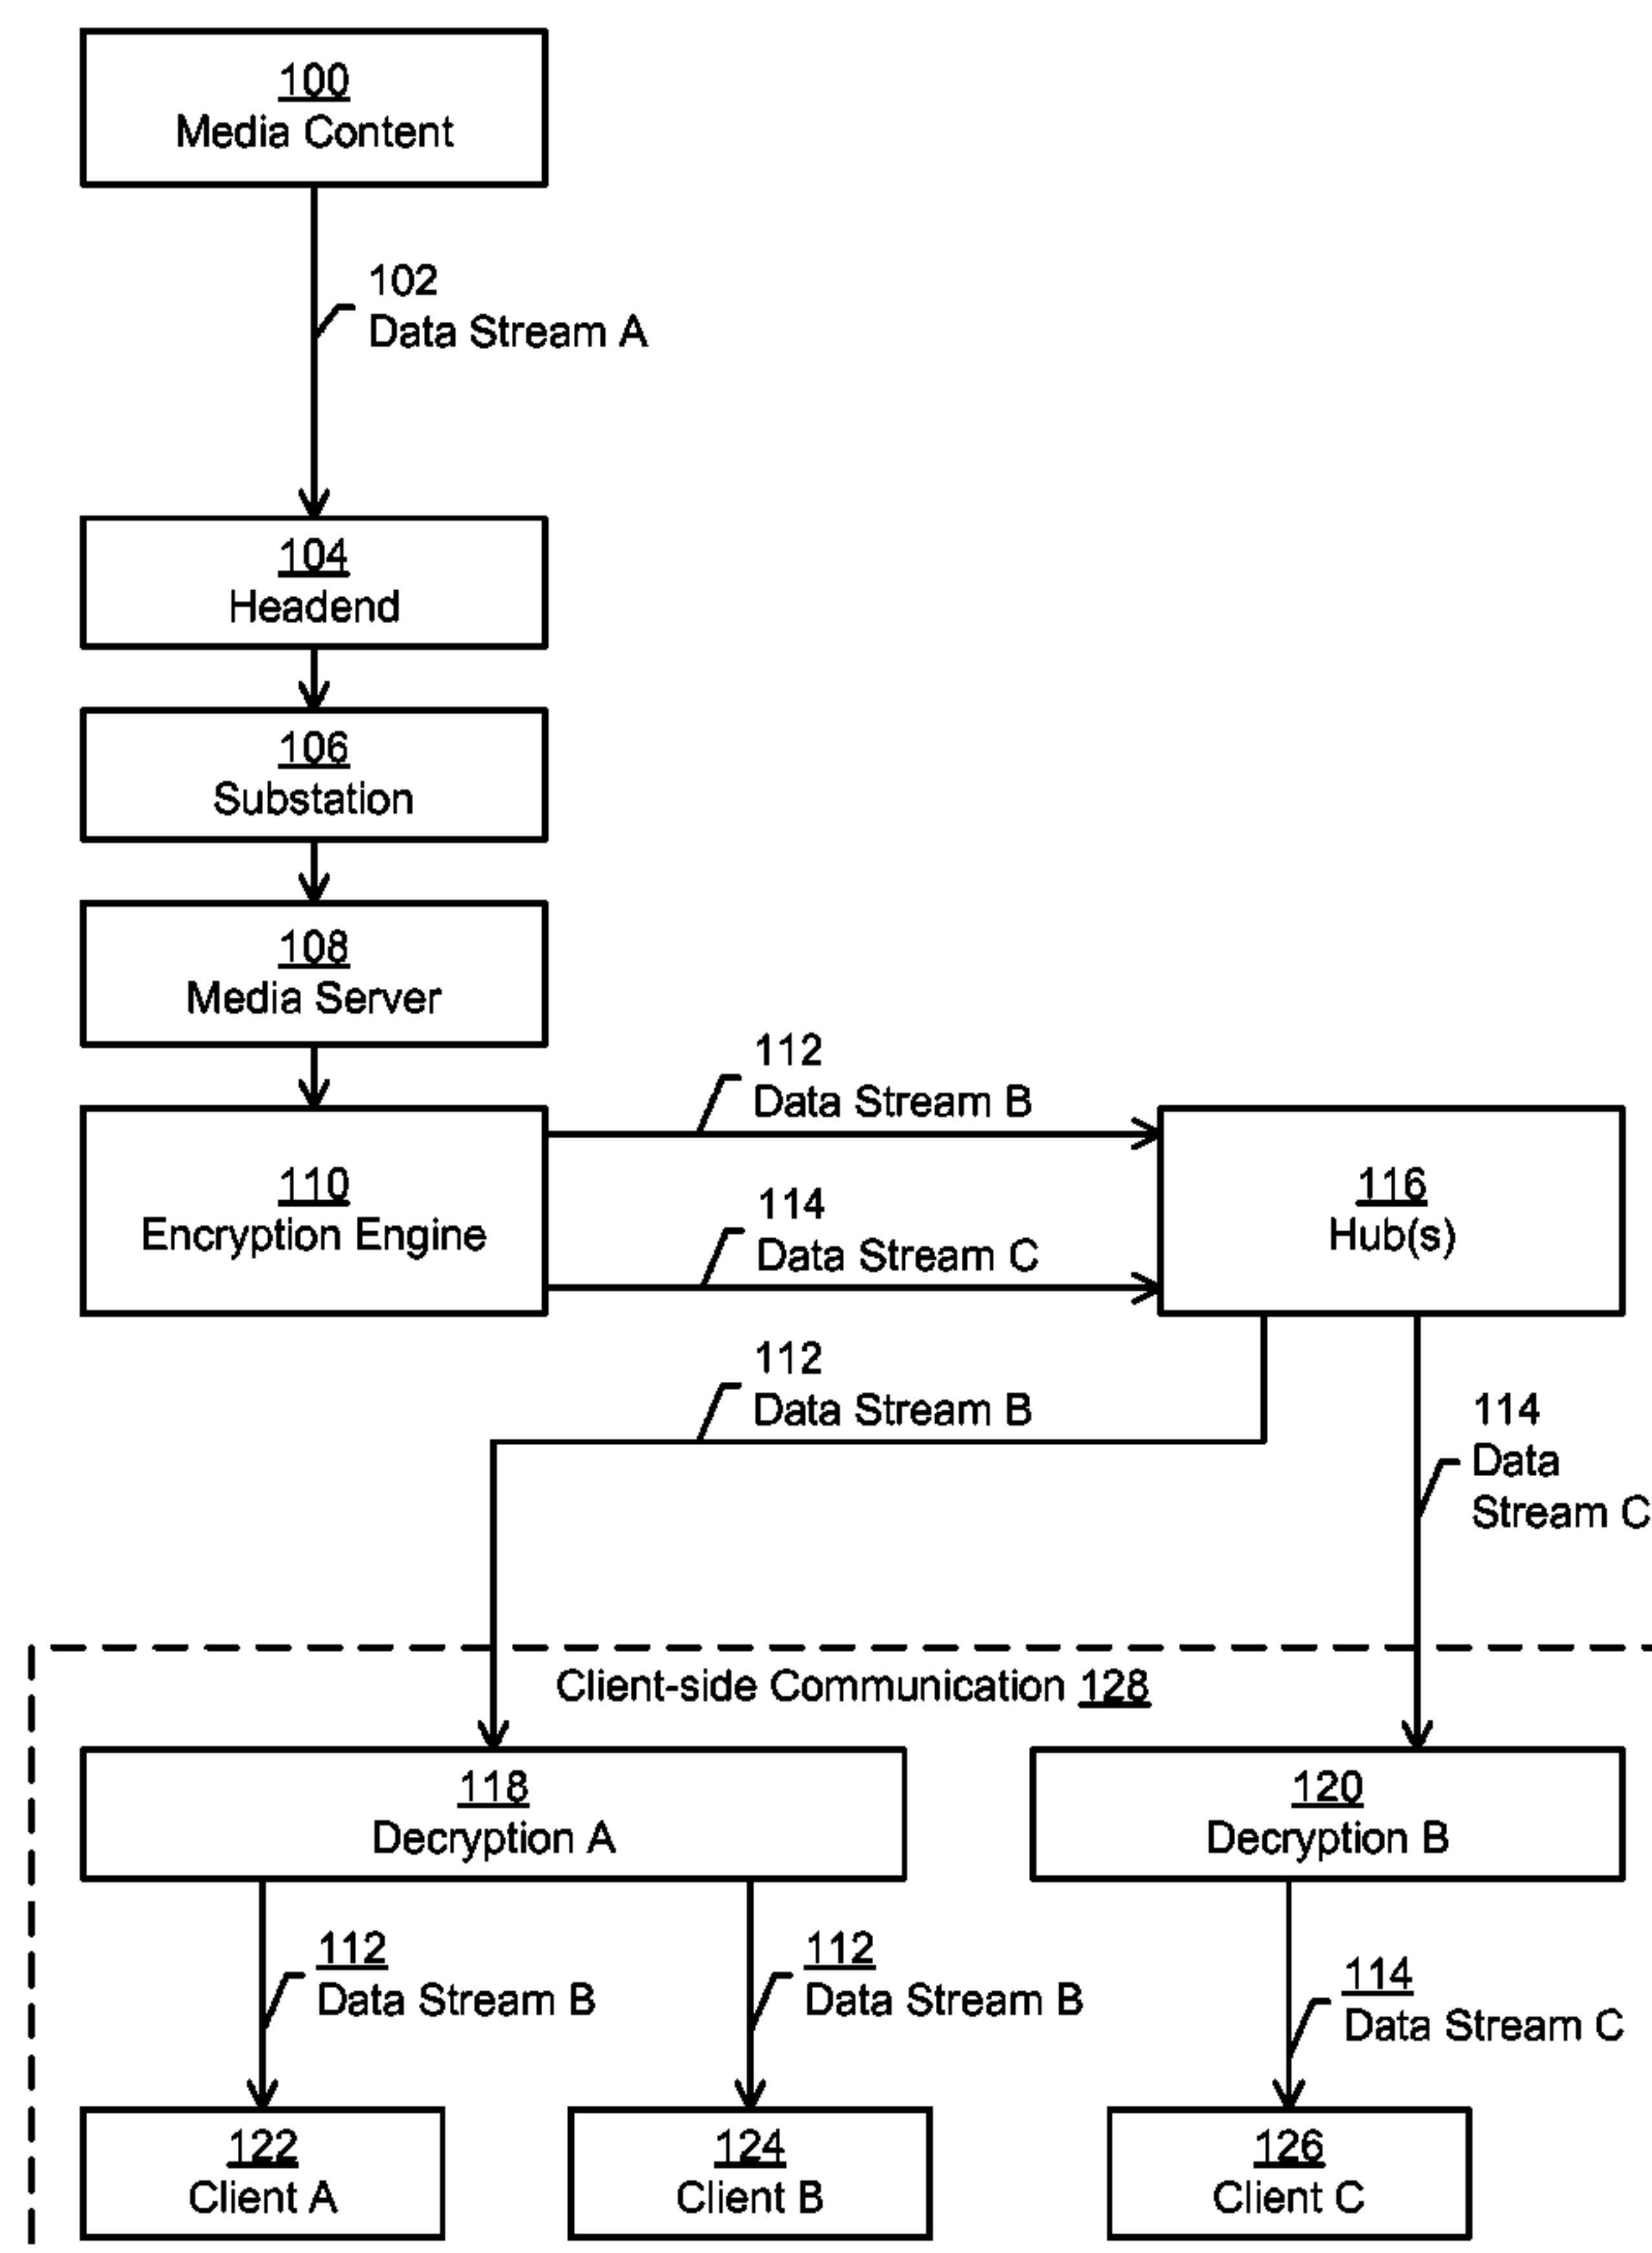 100
Media Content
102
Data Stream A
104
Headend
106
Substation
108
Media Server
112
Data Stream B
110
Encryption Engine
114
Data Stream C
116
Hub(s)
112
Data Stream B
114
Data
Stream C
Client-side Communication 128
118
Decryption A
120
Decryption B
112
Data Stream B
112
Data Stream B
114
Data Stream C
122
Client A
124
Client B
126
Client C